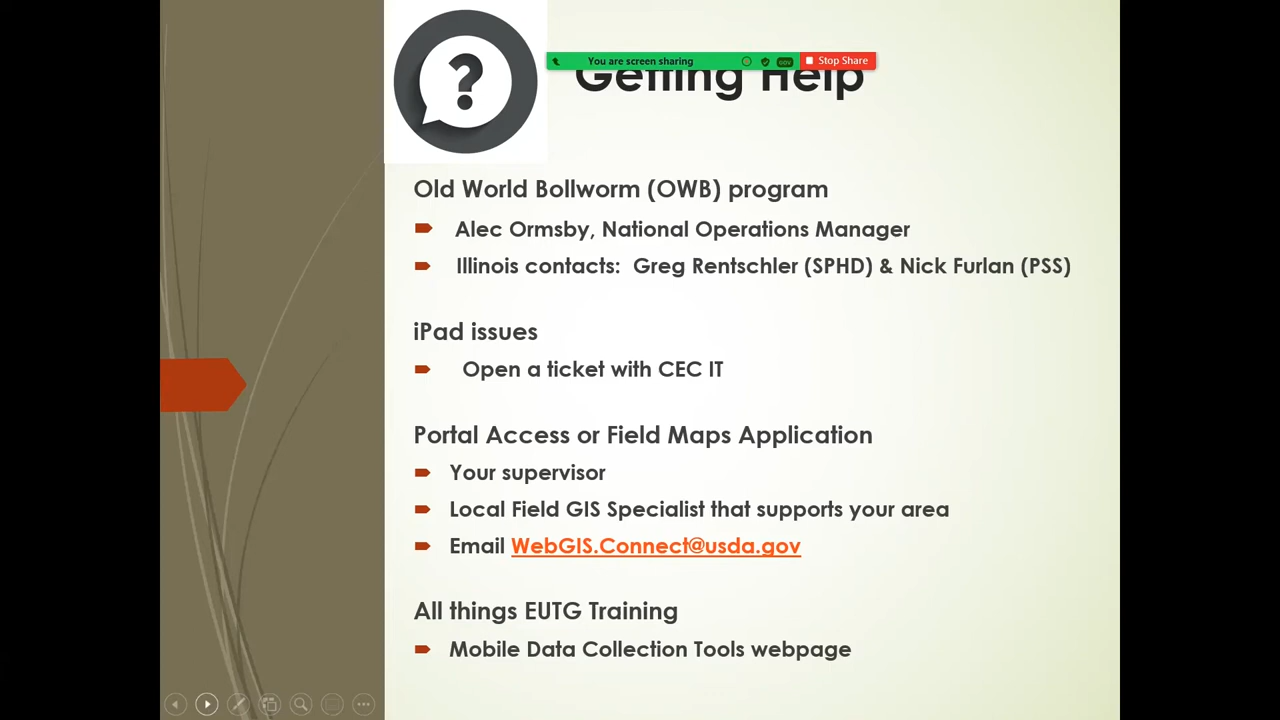 You are screen sharing
GOV
Stop Share
?
Getting Help
Old World Bollworm (OWB) program
Alec Ormsby, National Operations Manager
Illinois contacts: Greg Rentschler (SPHD) & Nick Furlan (PSS)
iPad issues
Open a ticket with CEC IT
Portal Access or Field Maps Application
Your supervisor
Local Field GIS Specialist that supports your area
Email WebGIS.Connect@usda.gov
All things EUTG Training
Mobile Data Collection Tools webpage